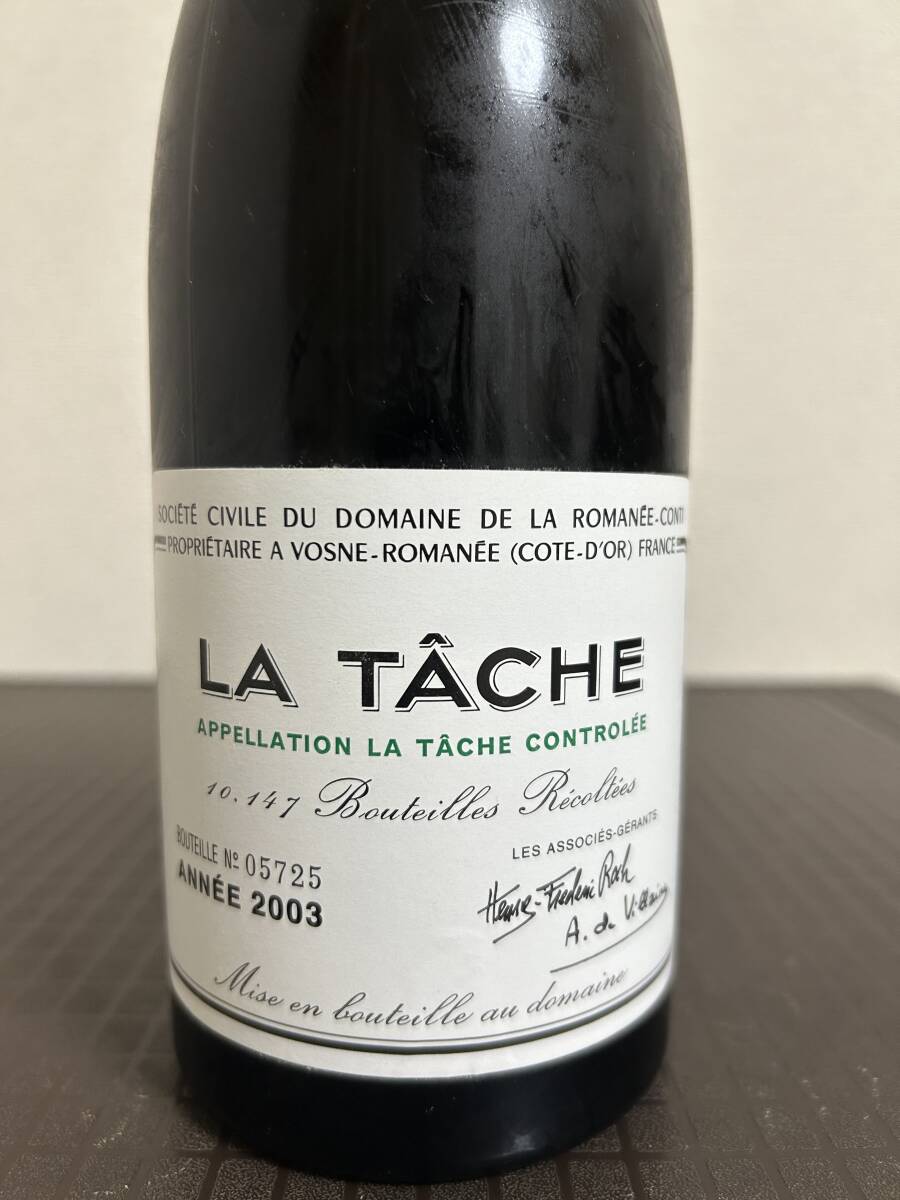 SOCIÉTÉ CIVILE DU DOMAINE DE LA ROMANÉE-CONTI
PROPRIÉTAIRE A VOSNE-ROMANÉE (COTE-D'OR) FRANCE
LA TÂCHE
APPELLATION LA TÂCHE CONTROLÉE
10.147 Bouteilles Récoltées
BOUTEILLE Nº 05725
ANNÉE 2003
LES ASSOCIÉS-GÉRANTS
Henry-Frédéric Roch
A. de Villaine
Mise en bouteille au domaine